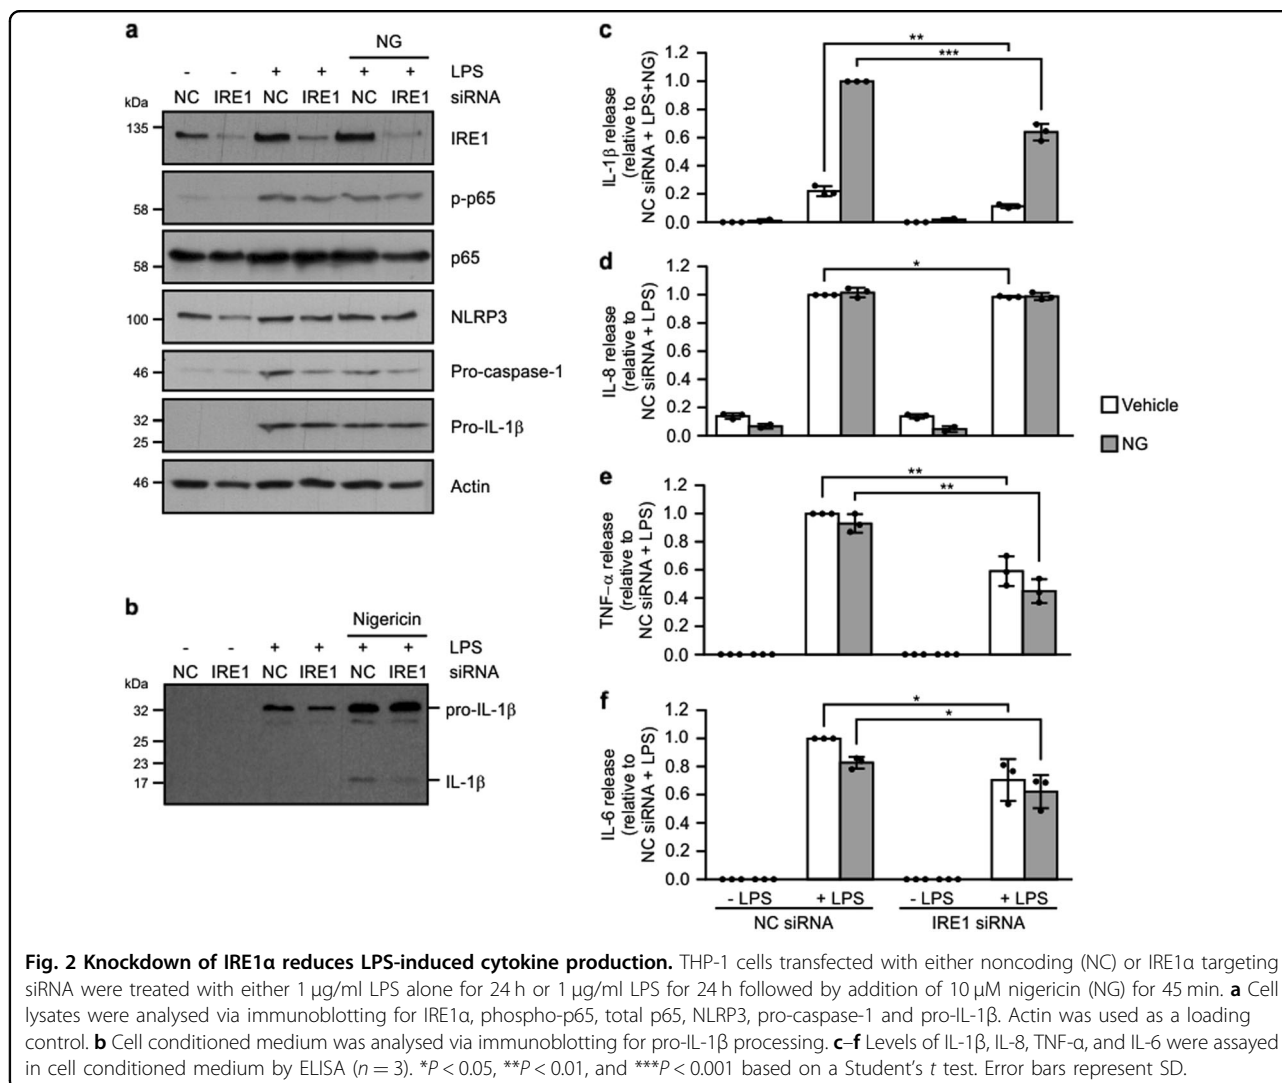 a
NG
- - + + + + LPS
kDa NC IRE1 NC IRE1 NC IRE1 siRNA
135 IRE1
58 p-p65
58 p65
100 NLRP3
46 Pro-caspase-1
32 Pro-IL-1β
25
46 Actin
b
Nigericin
- - + + + + LPS
NC IRE1 NC IRE1 NC IRE1 siRNA
kDa
32 pro-IL-1β
25
23
17 IL-1β
c
IL-1β release
(relative to
NC siRNA + LPS+NG)
1.2
1.0
0.8
0.6
0.4
0.2
0.0
**
***
d
IL-8 release
(relative to
NC siRNA + LPS)
1.2
1.0
0.8
0.6
0.4
0.2
0.0
*
Vehicle
NG
e
TNF-α release
(relative to
NC siRNA + LPS)
1.2
1.0
0.8
0.6
0.4
0.2
0.0
**
**
f
IL-6 release
(relative to
NC siRNA + LPS)
1.2
1.0
0.8
0.6
0.4
0.2
0.0
*
*
- LPS + LPS - LPS + LPS
NC siRNA IRE1 siRNA
Fig. 2 Knockdown of IRE1α reduces LPS-induced cytokine production. THP-1 cells transfected with either noncoding (NC) or IRE1α targeting
siRNA were treated with either 1 µg/ml LPS alone for 24 h or 1 µg/ml LPS for 24 h followed by addition of 10 µM nigericin (NG) for 45 min. a Cell
lysates were analysed via immunoblotting for IRE1α, phospho-p65, total p65, NLRP3, pro-caspase-1 and pro-IL-1β. Actin was used as a loading
control. b Cell conditioned medium was analysed via immunoblotting for pro-IL-1β processing. c–f Levels of IL-1β, IL-8, TNF-α, and IL-6 were assayed
in cell conditioned medium by ELISA (n = 3). *P < 0.05, **P < 0.01, and ***P < 0.001 based on a Student's t test. Error bars represent SD.